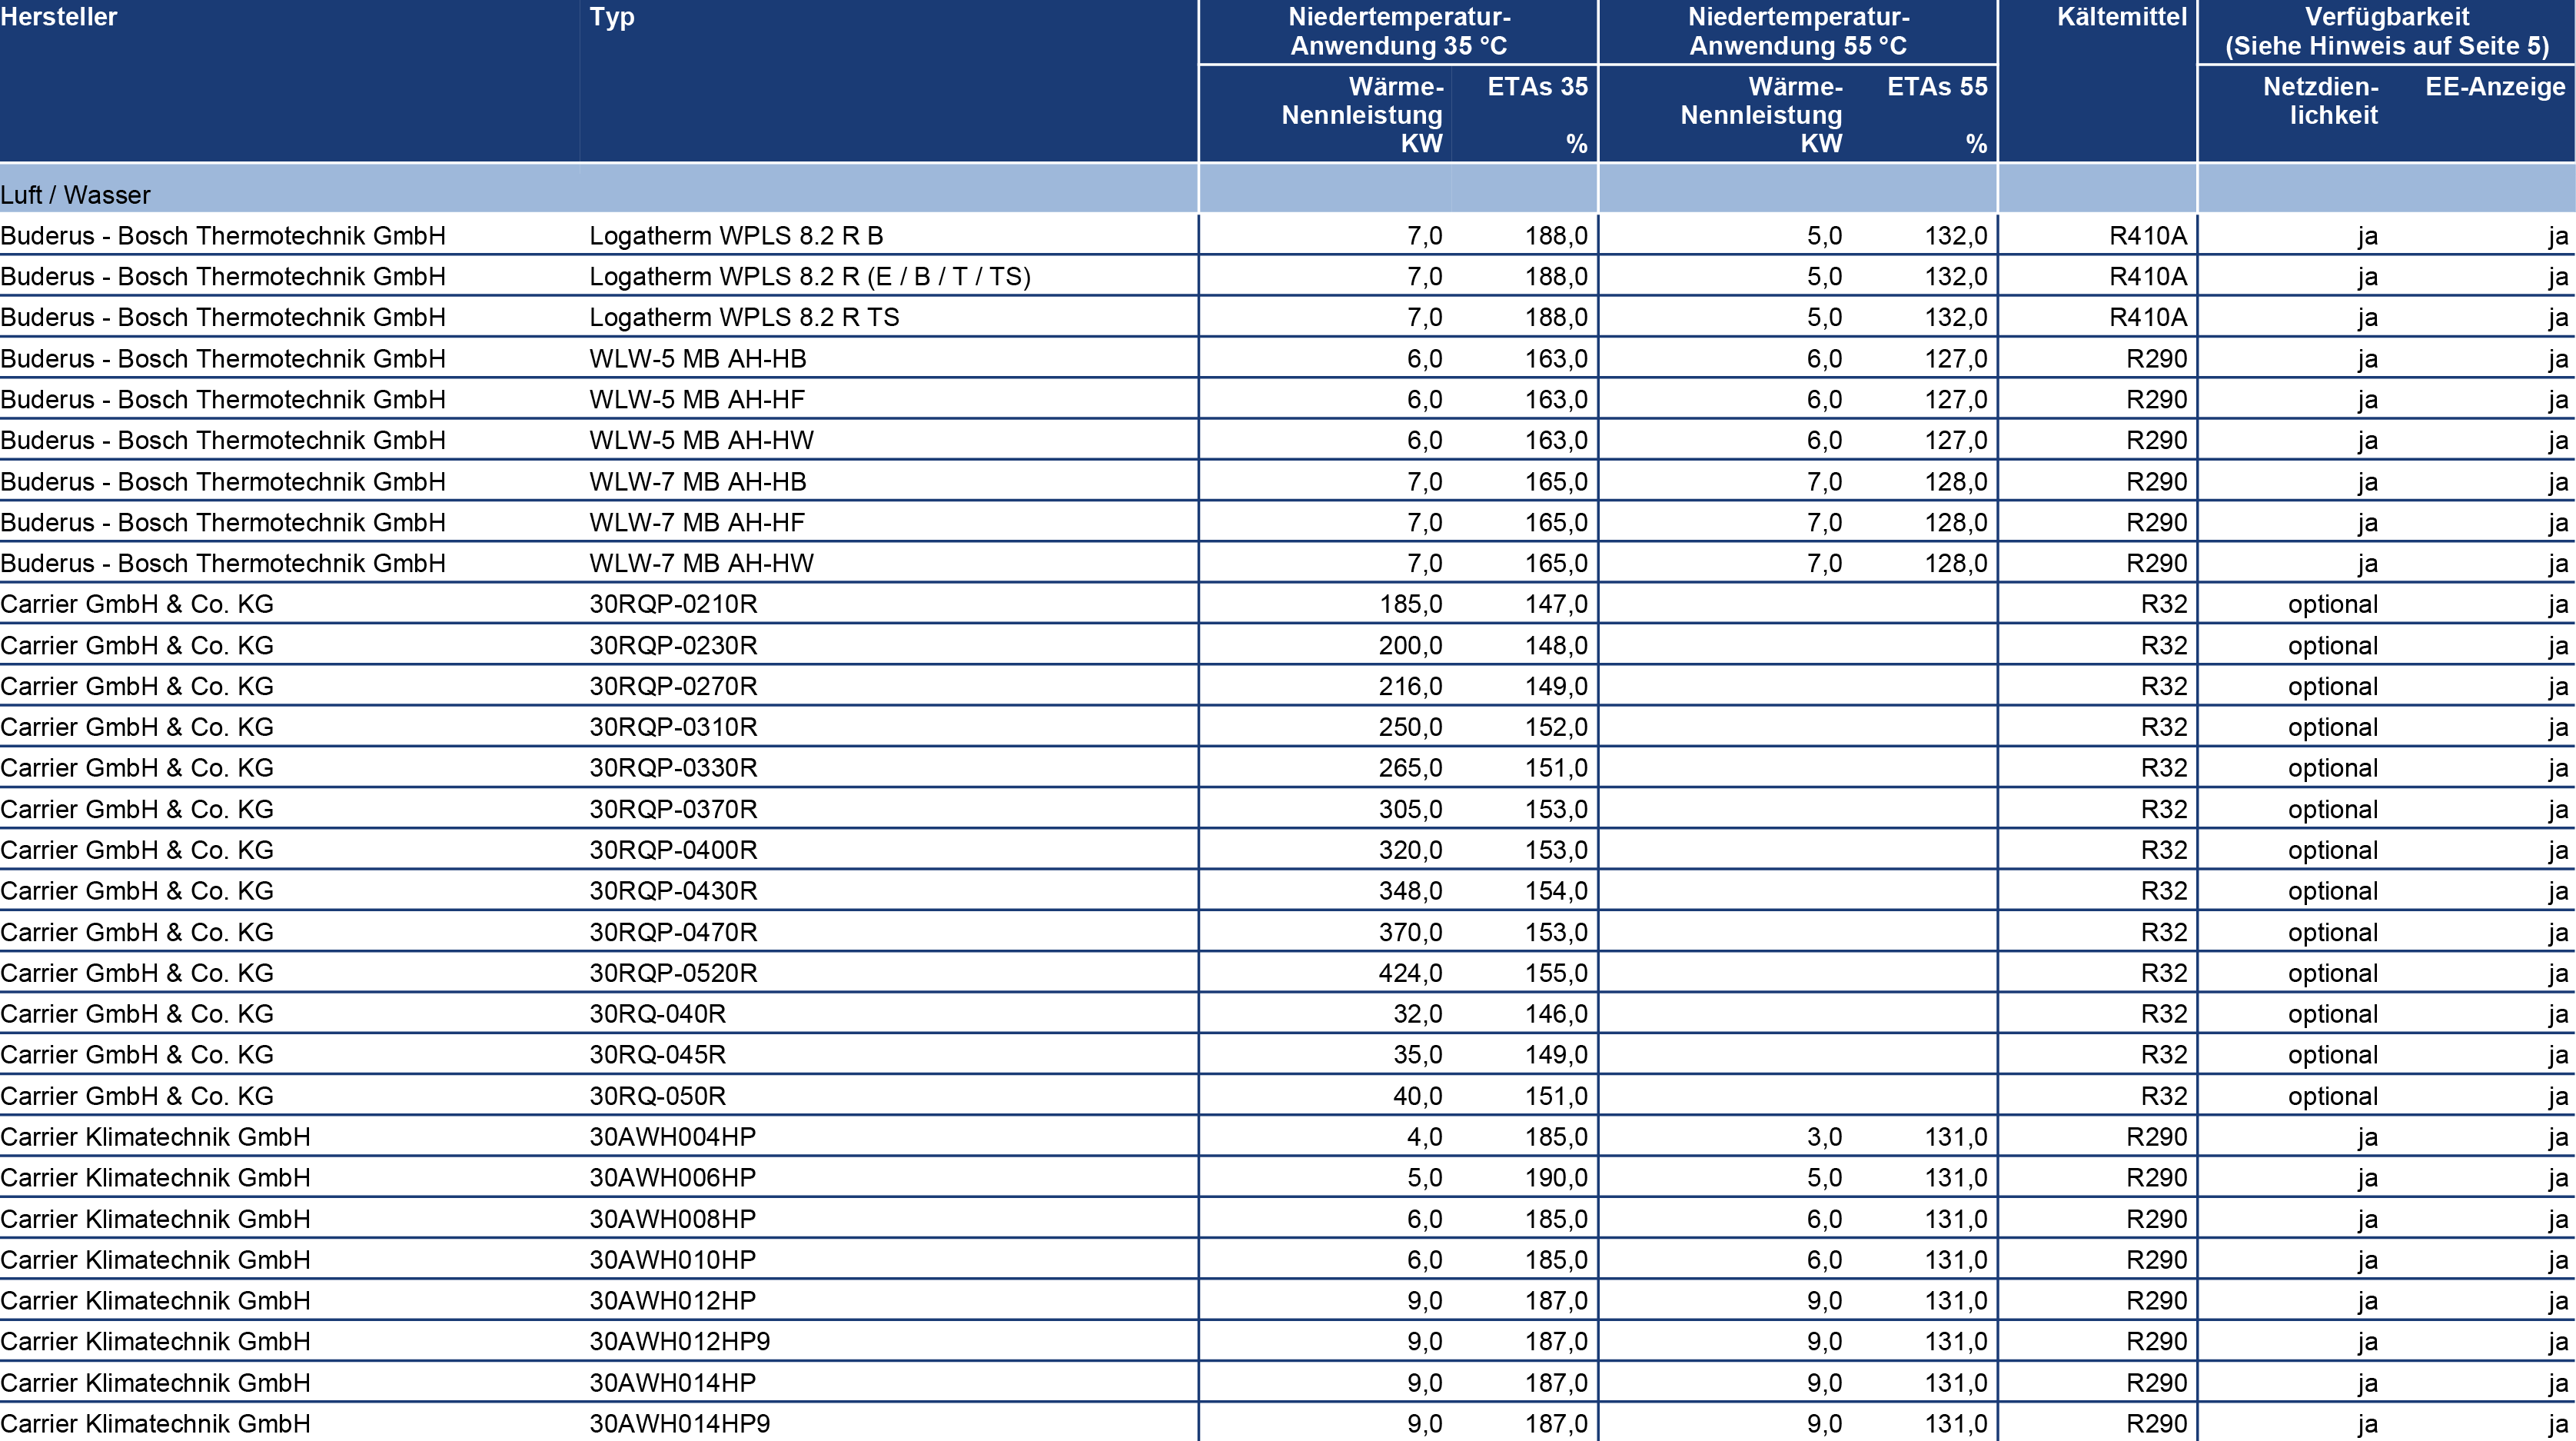 Hersteller Typ Niedertemperatur- Niedertemperatur- Kältemittel Verfügbarkeit
Anwendung 35 °C Anwendung 55 °C (Siehe Hinweis auf Seite 5)
Wärme- ETAs 35 Wärme- ETAs 55 Netzdien- EE-Anzeige
Nennleistung Nennleistung lichkeit
KW % KW %
Luft / Wasser
Buderus - Bosch Thermotechnik GmbH Logatherm WPLS 8.2 R B 7,0 188,0 5,0 132,0 R410A ja ja
Buderus - Bosch Thermotechnik GmbH Logatherm WPLS 8.2 R (E / B / T / TS) 7,0 188,0 5,0 132,0 R410A ja ja
Buderus - Bosch Thermotechnik GmbH Logatherm WPLS 8.2 R TS 7,0 188,0 5,0 132,0 R410A ja ja
Buderus - Bosch Thermotechnik GmbH WLW-5 MB AH-HB 6,0 163,0 6,0 127,0 R290 ja ja
Buderus - Bosch Thermotechnik GmbH WLW-5 MB AH-HF 6,0 163,0 6,0 127,0 R290 ja ja
Buderus - Bosch Thermotechnik GmbH WLW-5 MB AH-HW 6,0 163,0 6,0 127,0 R290 ja ja
Buderus - Bosch Thermotechnik GmbH WLW-7 MB AH-HB 7,0 165,0 7,0 128,0 R290 ja ja
Buderus - Bosch Thermotechnik GmbH WLW-7 MB AH-HF 7,0 165,0 7,0 128,0 R290 ja ja
Buderus - Bosch Thermotechnik GmbH WLW-7 MB AH-HW 7,0 165,0 7,0 128,0 R290 ja ja
Carrier GmbH & Co. KG 30RQP-0210R 185,0 147,0 R32 optional ja
Carrier GmbH & Co. KG 30RQP-0230R 200,0 148,0 R32 optional ja
Carrier GmbH & Co. KG 30RQP-0270R 216,0 149,0 R32 optional ja
Carrier GmbH & Co. KG 30RQP-0310R 250,0 152,0 R32 optional ja
Carrier GmbH & Co. KG 30RQP-0330R 265,0 151,0 R32 optional ja
Carrier GmbH & Co. KG 30RQP-0370R 305,0 153,0 R32 optional ja
Carrier GmbH & Co. KG 30RQP-0400R 320,0 153,0 R32 optional ja
Carrier GmbH & Co. KG 30RQP-0430R 348,0 154,0 R32 optional ja
Carrier GmbH & Co. KG 30RQP-0470R 370,0 153,0 R32 optional ja
Carrier GmbH & Co. KG 30RQP-0520R 424,0 155,0 R32 optional ja
Carrier GmbH & Co. KG 30RQ-040R 32,0 146,0 R32 optional ja
Carrier GmbH & Co. KG 30RQ-045R 35,0 149,0 R32 optional ja
Carrier GmbH & Co. KG 30RQ-050R 40,0 151,0 R32 optional ja
Carrier Klimatechnik GmbH 30AWH004HP 4,0 185,0 3,0 131,0 R290 ja ja
Carrier Klimatechnik GmbH 30AWH006HP 5,0 190,0 5,0 131,0 R290 ja ja
Carrier Klimatechnik GmbH 30AWH008HP 6,0 185,0 6,0 131,0 R290 ja ja
Carrier Klimatechnik GmbH 30AWH010HP 6,0 185,0 6,0 131,0 R290 ja ja
Carrier Klimatechnik GmbH 30AWH012HP 9,0 187,0 9,0 131,0 R290 ja ja
Carrier Klimatechnik GmbH 30AWH012HP9 9,0 187,0 9,0 131,0 R290 ja ja
Carrier Klimatechnik GmbH 30AWH014HP 9,0 187,0 9,0 131,0 R290 ja ja
Carrier Klimatechnik GmbH 30AWH014HP9 9,0 187,0 9,0 131,0 R290 ja ja